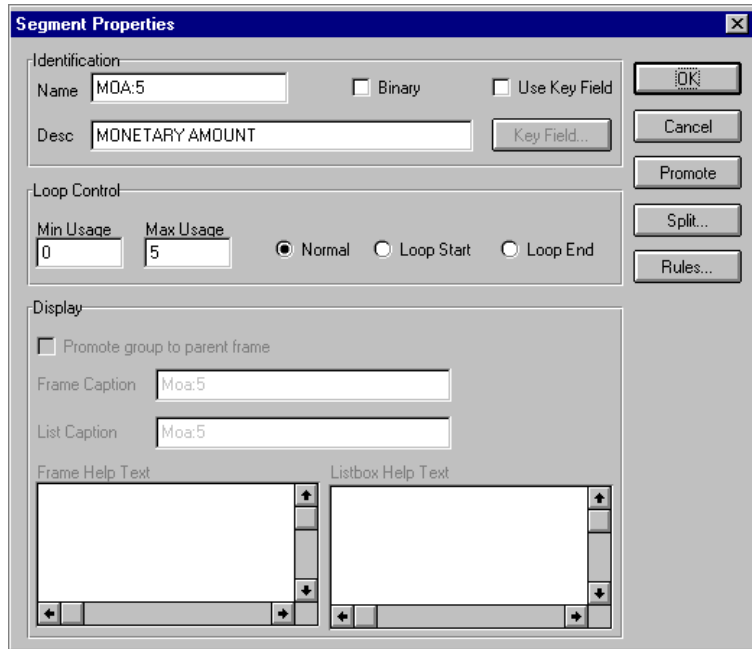 Segment Properties
Identification
Name MOA:5 Binary Use Key Field
Desc MONETARY AMOUNT Key Field...
OK
Cancel
Promote
Split...
Rules...
Loop Control
Min Usage Max Usage
0 5 Normal Loop Start Loop End
Display
Promote group to parent frame
Frame Caption Moa:5
List Caption Moa:5
Frame Help Text Listbox Help Text